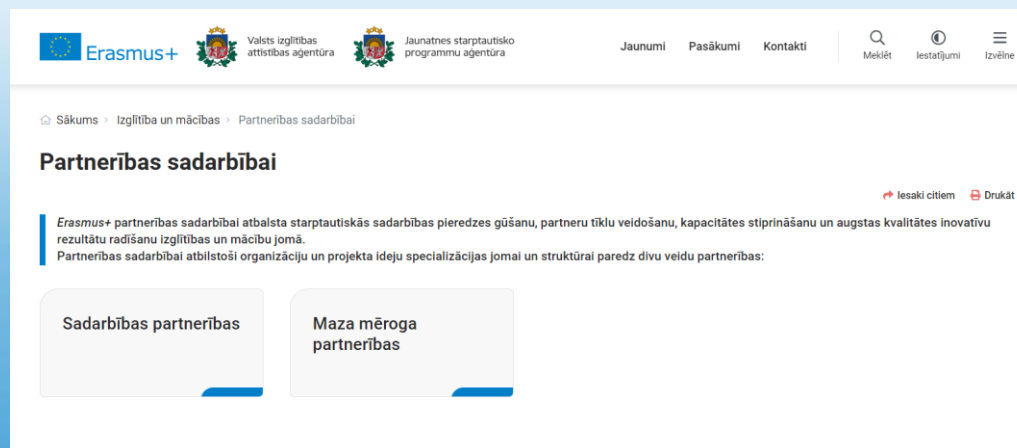 Erasmus+
Valsts izglītības
attīstības aģentūra
Jaunatnes starptautisko
programmu aģentūra
Jaunumi
Pasākumi
Kontakti
Meklēt
Iestatījumi
Izvēlne
Sākums > Izglītība un mācības > Partnerības sadarbībai
Partnerības sadarbībai
Iesaki citiem
Drukāt
Erasmus+ partnerības sadarbībai atbalsta starptautiskās sadarbības pieredzes gūšanu, partneru tīklu veidošanu, kapacitātes stiprināšanu un augstas kvalitātes inovatīvu
rezultātu radīšanu izglītības un mācību jomā.
Partnerības sadarbībai atbilstoši organizāciju un projekta ideju specializācijas jomai un struktūrai paredz divu veidu partnerības:
Sadarbības partnerības
Maza mēroga
partnerības